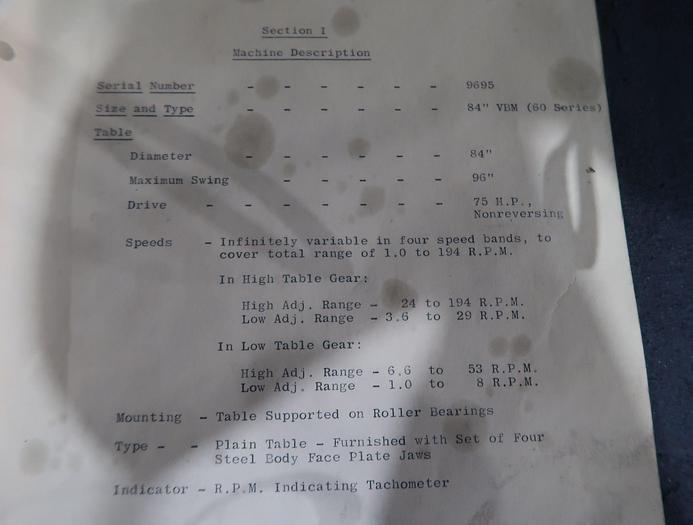 Section I
Machine Description
Serial Number - - - - - - 9695
Size and Type - - - - - - 84" VBM (60 Series)
Table
Diameter - - - - - - 84"
Maximum Swing - - - - - 96"
Drive - - - - - - - 75 H.P.,
Nonreversing
Speeds - Infinitely variable in four speed bands, to
cover total range of 1.0 to 194 R.P.M.
In High Table Gear:
High Adj. Range - 24 to 194 R.P.M.
Low Adj. Range - 3.6 to 29 R.P.M.
In Low Table Gear:
High Adj. Range - 6.6 to 53 R.P.M.
Low Adj. Range - 1.0 to 8 R.P.M.
Mounting - Table Supported on Roller Bearings
Type - - Plain Table - Furnished with Set of Four
Steel Body Face Plate Jaws
Indicator - R.P.M. Indicating Tachometer